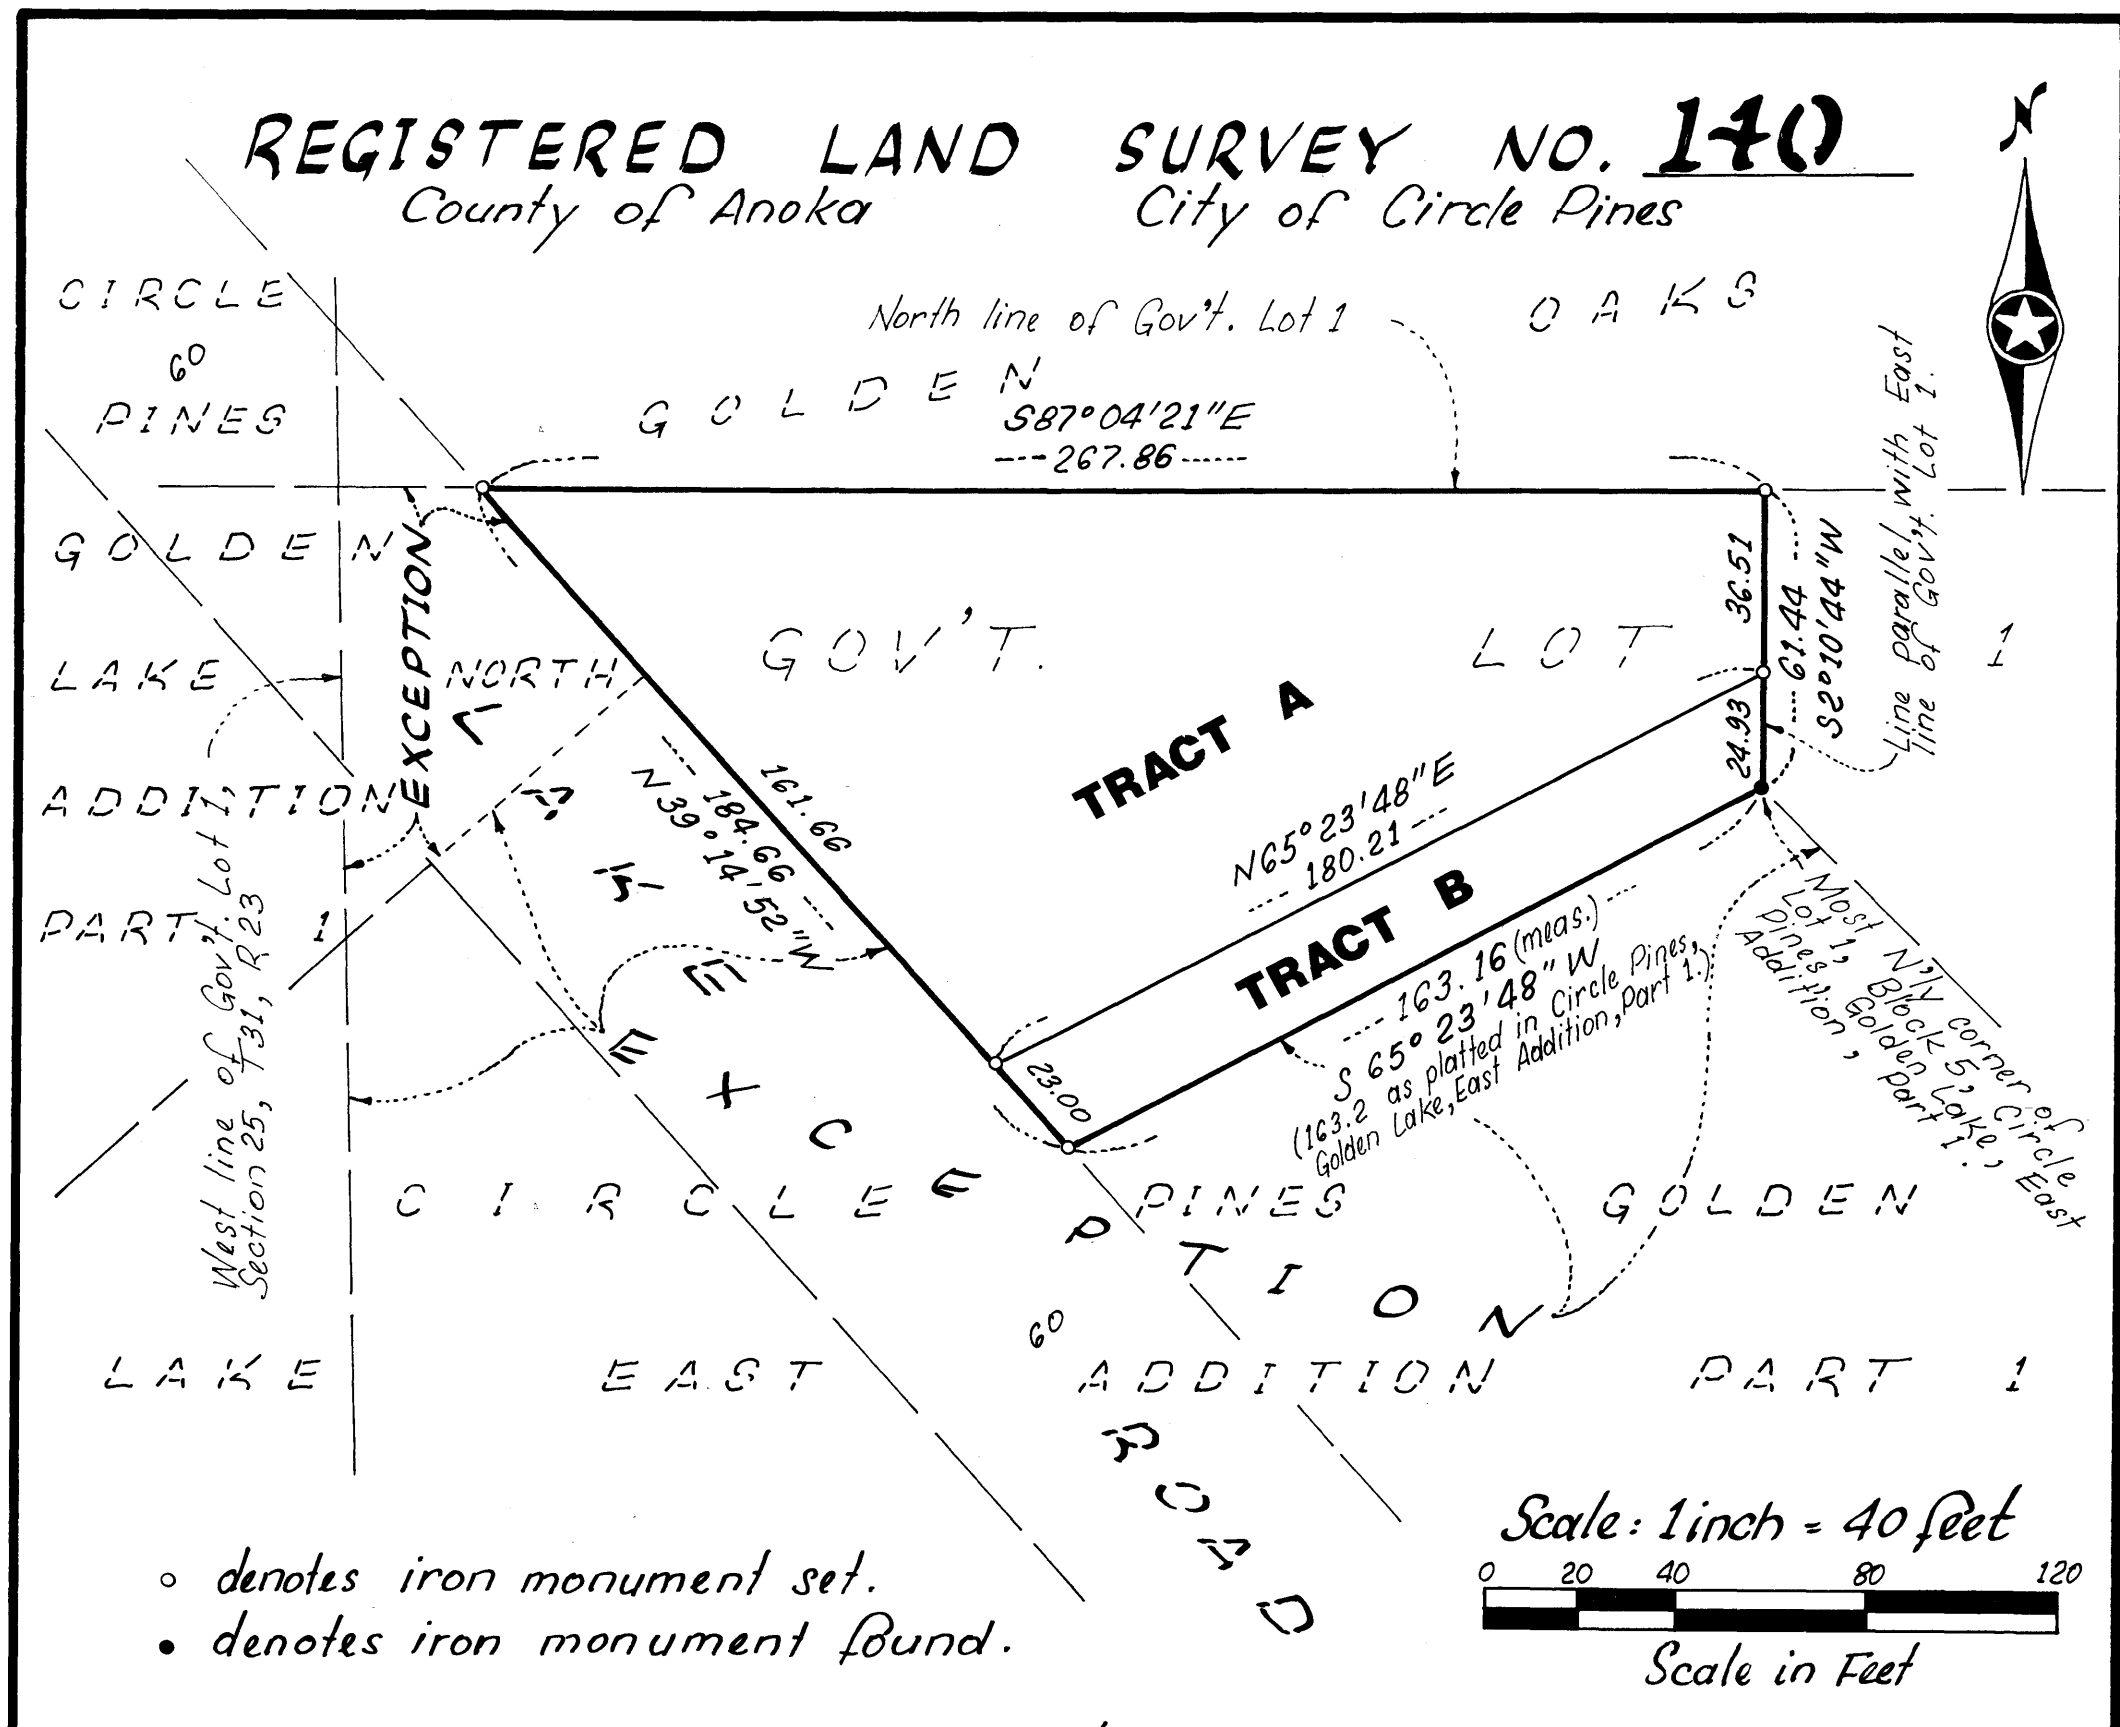 REGISTERED LAND SURVEY NO. 140
County of Anoka City of Circle Pines
N
CIRCLE
60
PINES
GOLDEN
LAKE
ADDITION
PART 1
North line of Gov't. Lot 1
GOLDEN OAKS
S87°04'21"E
267.86
EXCEPTION
NORTH
GOV'T. LOT 1
36.51
61.44
S2°10'44"W
24.93
Line parallel with East
line of Gov't. Lot 1.
TRACT A
161.66
184.66
N39°14'52"W
N65°23'48"E
180.21
TRACT B
163.16 (meas.)
S 65° 23' 48" W
(163.2 as platted in Circle Pines,
Golden Lake, East Addition, Part 1.)
23.00
Most N'ly corner of
Lot 1, Block 5, Circle
Pines, Golden Lake, East
Addition, Part 1.
West line of Gov't. Lot 1,
Section 25, T31, R23
LAKE
EXCEPTION
CIRCLE PINES GOLDEN
60
LAKE EAST ADDITION PART 1
ROAD
○ denotes iron monument set.
● denotes iron monument found.
Scale: 1 inch = 40 feet
0 20 40 80 120
Scale in Feet